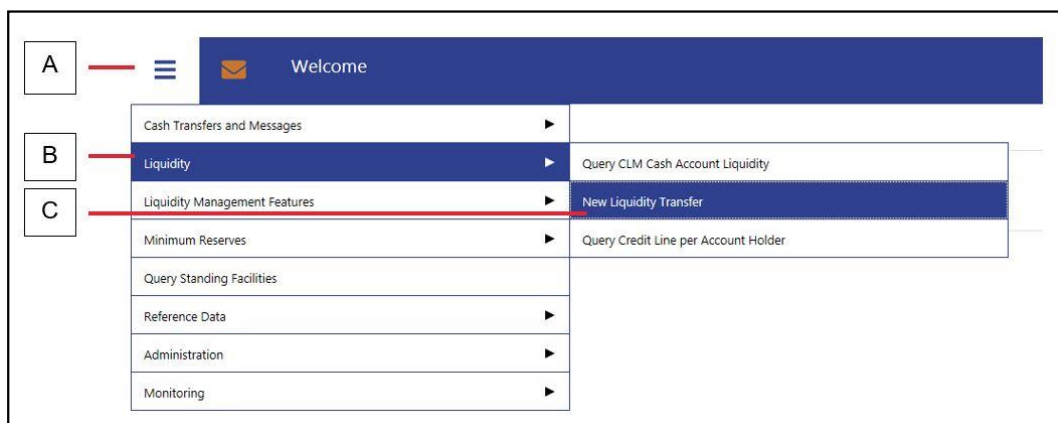 A
Welcome
Cash Transfers and Messages
B
Liquidity
Query CLM Cash Account Liquidity
C
Liquidity Management Features
New Liquidity Transfer
Minimum Reserves
Query Credit Line per Account Holder
Query Standing Facilities
Reference Data
Administration
Monitoring